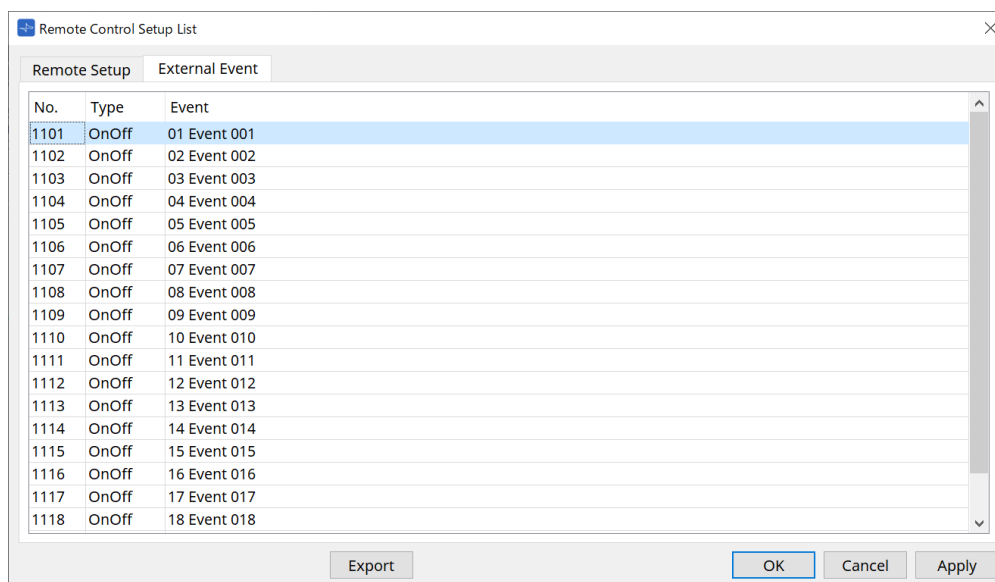 Remote Control Setup List
Remote Setup External Event
No. Type Event
1101 OnOff 01 Event 001
1102 OnOff 02 Event 002
1103 OnOff 03 Event 003
1104 OnOff 04 Event 004
1105 OnOff 05 Event 005
1106 OnOff 06 Event 006
1107 OnOff 07 Event 007
1108 OnOff 08 Event 008
1109 OnOff 09 Event 009
1110 OnOff 10 Event 010
1111 OnOff 11 Event 011
1112 OnOff 12 Event 012
1113 OnOff 13 Event 013
1114 OnOff 14 Event 014
1115 OnOff 15 Event 015
1116 OnOff 16 Event 016
1117 OnOff 17 Event 017
1118 OnOff 18 Event 018
Export OK Cancel Apply